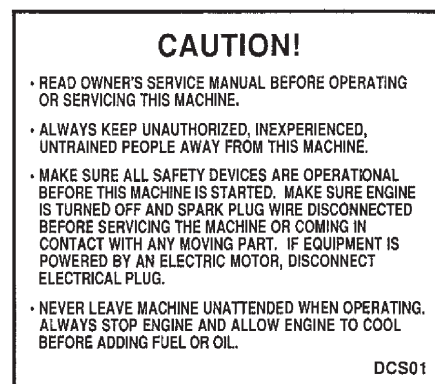 CAUTION!
• READ OWNER'S SERVICE MANUAL BEFORE OPERATING
OR SERVICING THIS MACHINE.
• ALWAYS KEEP UNAUTHORIZED, INEXPERIENCED,
UNTRAINED PEOPLE AWAY FROM THIS MACHINE.
• MAKE SURE ALL SAFETY DEVICES ARE OPERATIONAL
BEFORE THIS MACHINE IS STARTED. MAKE SURE ENGINE
IS TURNED OFF AND SPARK PLUG WIRE DISCONNECTED
BEFORE SERVICING THE MACHINE OR COMING IN
CONTACT WITH ANY MOVING PART. IF EQUIPMENT IS
POWERED BY AN ELECTRIC MOTOR, DISCONNECT
ELECTRICAL PLUG.
• NEVER LEAVE MACHINE UNATTENDED WHEN OPERATING.
ALWAYS STOP ENGINE AND ALLOW ENGINE TO COOL
BEFORE ADDING FUEL OR OIL.
DCS01